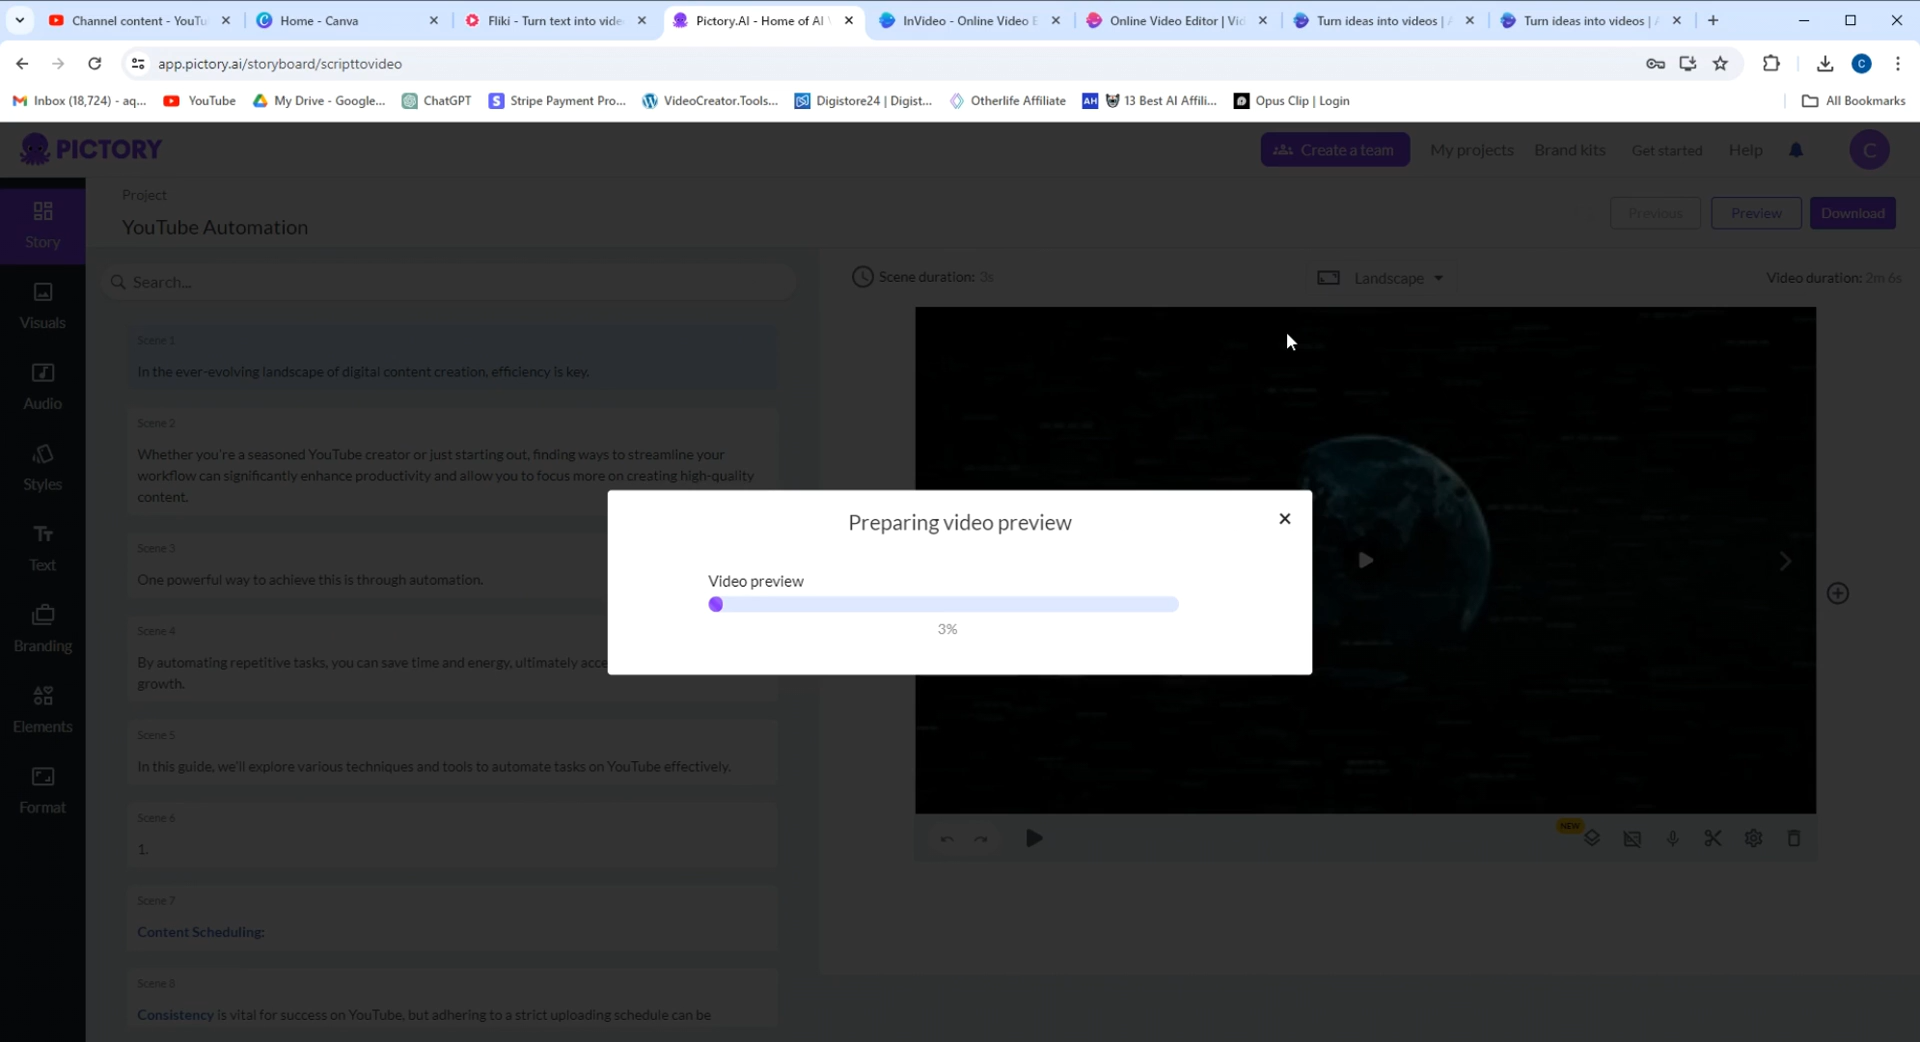 Channel content - YouTu
Home - Canva
Fliki - Turn text into vide
Pictory.AI - Home of AI
InVideo - Online Video E
Online Video Editor | Vid
Turn ideas into videos |
Turn ideas into videos |
app.pictory.ai/storyboard/scripttovideo
C
Inbox (18,724) - aq...
YouTube
My Drive - Google...
ChatGPT
S
Stripe Payment Pro...
VideoCreator.Tools...
Digistore24 | Digist...
Otherlife Affiliate
AH
13 Best AI Affili...
Opus Clip | Login
All Bookmarks
PICTORY
Create a team
My projects
Brand kits
Get started
Help
C
Project
YouTube Automation
Previous
Preview
Download
Story
Visuals
Audio
Styles
Text
Branding
Elements
Format
Search...
Scene duration: 3s
Landscape
Video duration: 2m 6s
Scene 1
In the ever-evolving landscape of digital content creation, efficiency is key.
Scene 2
Whether you're a seasoned YouTube creator or just starting out, finding ways to streamline your
workflow can significantly enhance productivity and allow you to focus more on creating high-quality
content.
Scene 3
One powerful way to achieve this is through automation.
Scene 4
By automating repetitive tasks, you can save time and energy, ultimately acce
growth.
Scene 5
In this guide, we'll explore various techniques and tools to automate tasks on YouTube effectively.
Scene 6
1.
Scene 7
Content Scheduling:
Scene 8
Consistency is vital for success on YouTube, but adhering to a strict uploading schedule can be
Preparing video preview
Video preview
3%
NEW